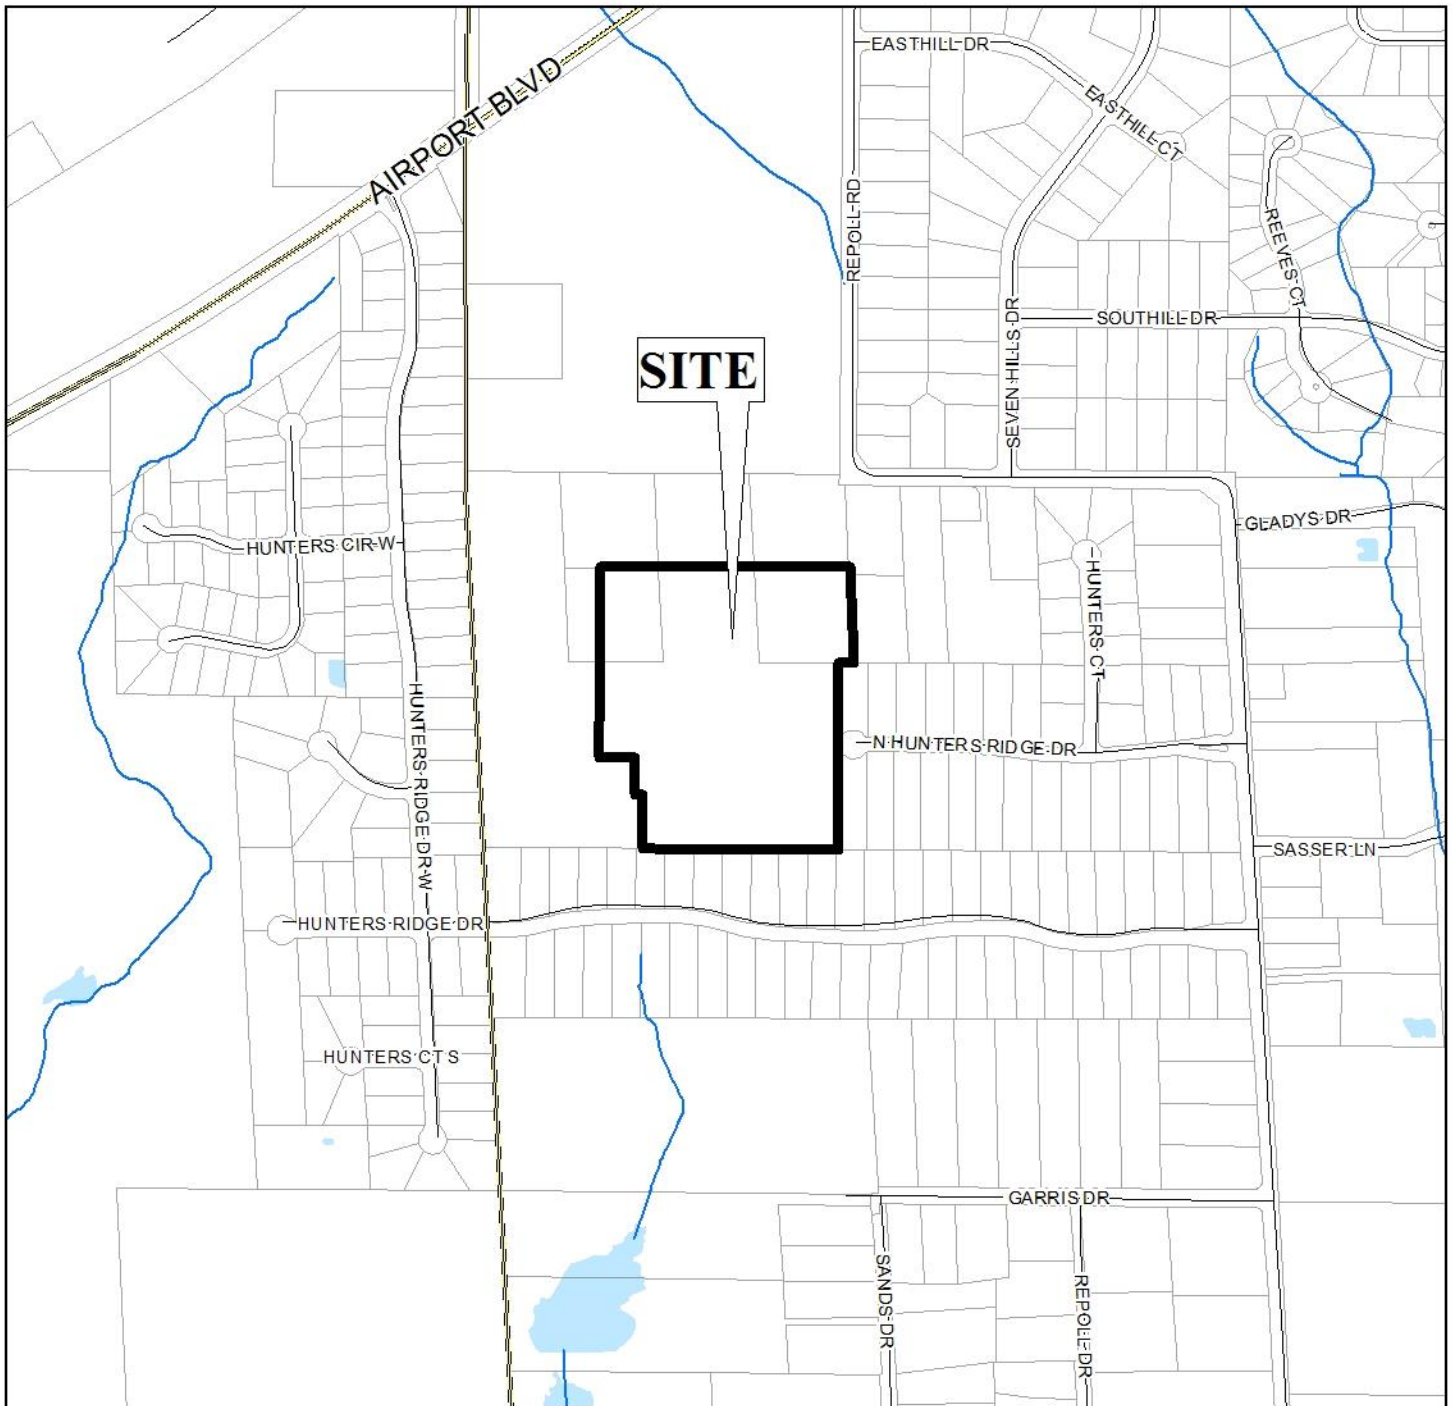 EASTHILL DR
AIRPORT BLVD
EASTHILL CT
REPOLL RD
REEVES CT
SEVEN HILLS DR
SOUTHILL DR
SITE
GLADYS DR
HUNTERS CIR W
HUNTERS CT
HUNTERS RIDGE DR W
N HUNTERS RIDGE DR
SASSER LN
HUNTERS RIDGE DR
HUNTERS CT S
GARRIS DR
SANDS DR
REPOLL DR